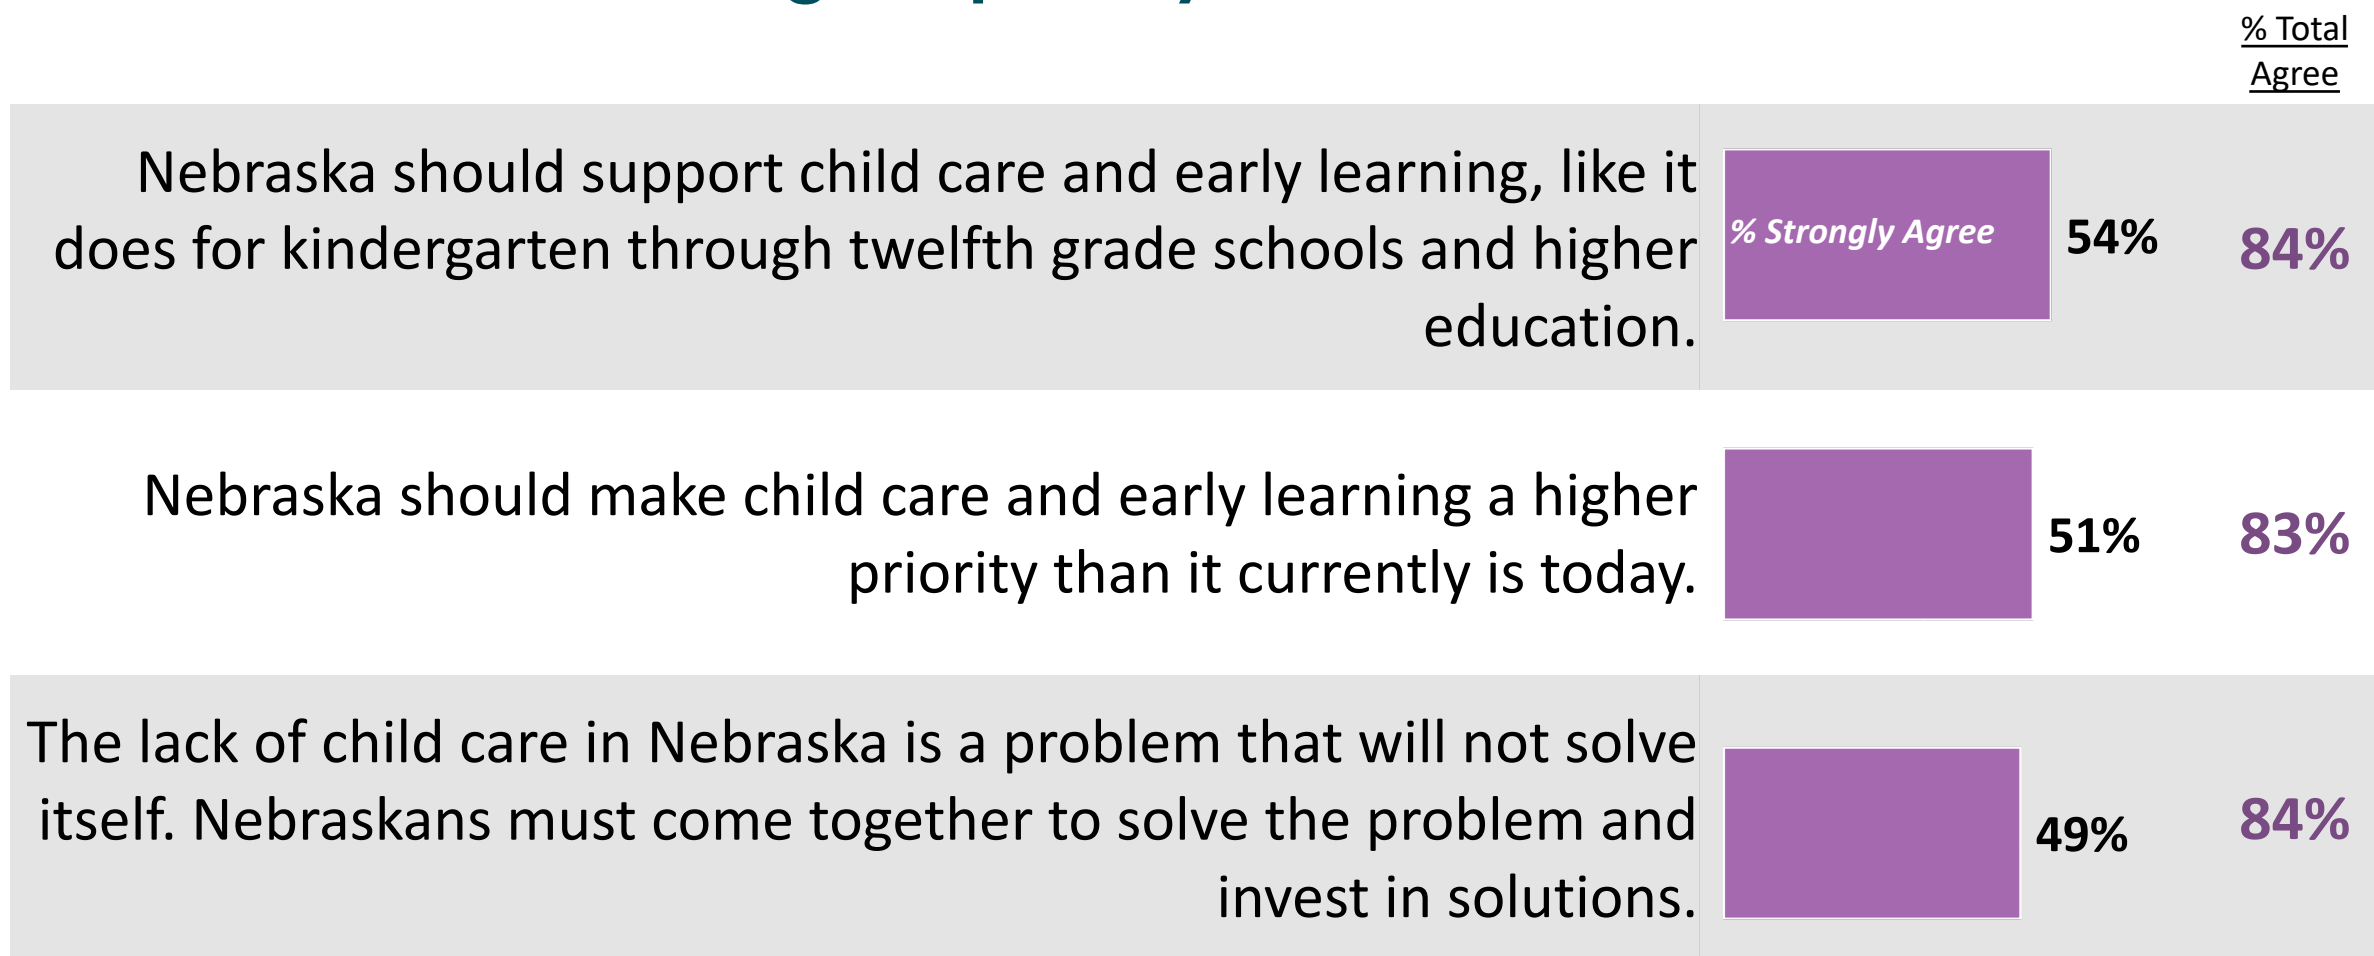 % Total
Agree
Nebraska should support child care and early learning, like it
does for kindergarten through twelfth grade schools and higher
education.
% Strongly Agree
54%
84%
Nebraska should make child care and early learning a higher
priority than it currently is today.
51%
83%
The lack of child care in Nebraska is a problem that will not solve
itself. Nebraskans must come together to solve the problem and
invest in solutions.
49%
84%